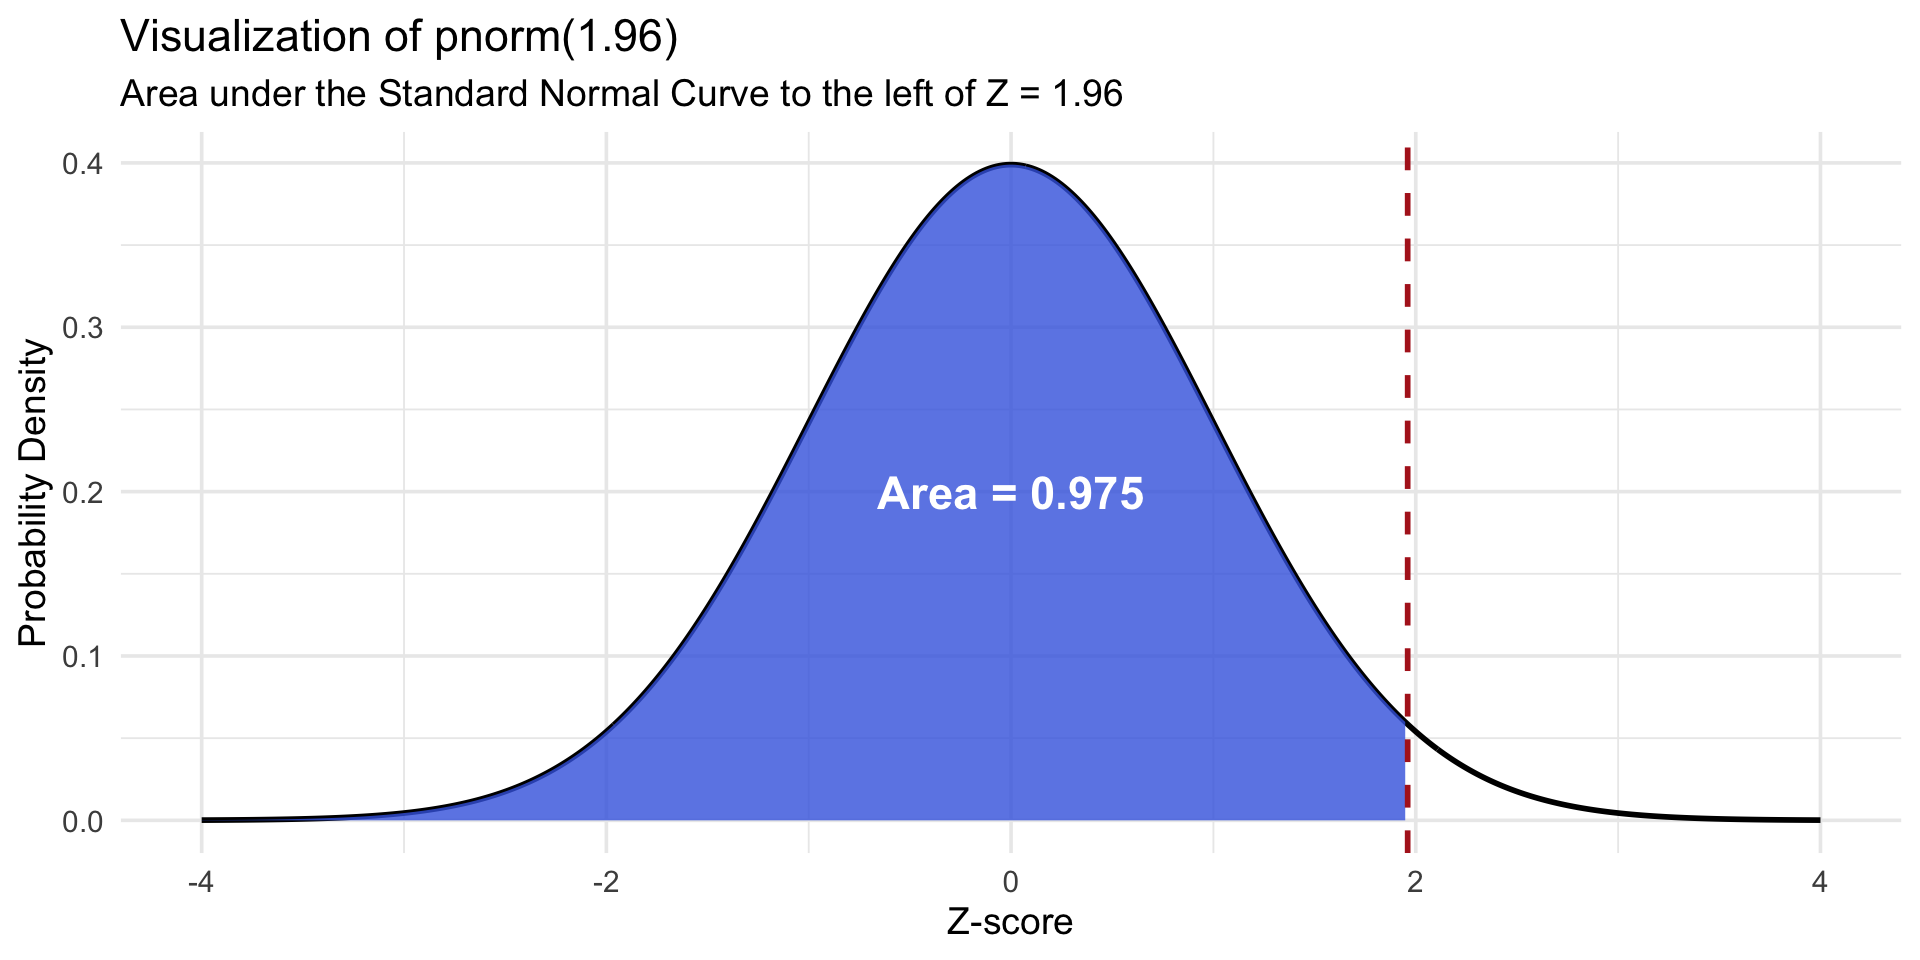 Visualization of pnorm(1.96)
Area under the Standard Normal Curve to the left of Z = 1.96
Probability Density
0.4
0.3
0.2
0.1
0.0
Area = 0.975
-4
-2
0
2
4
Z-score